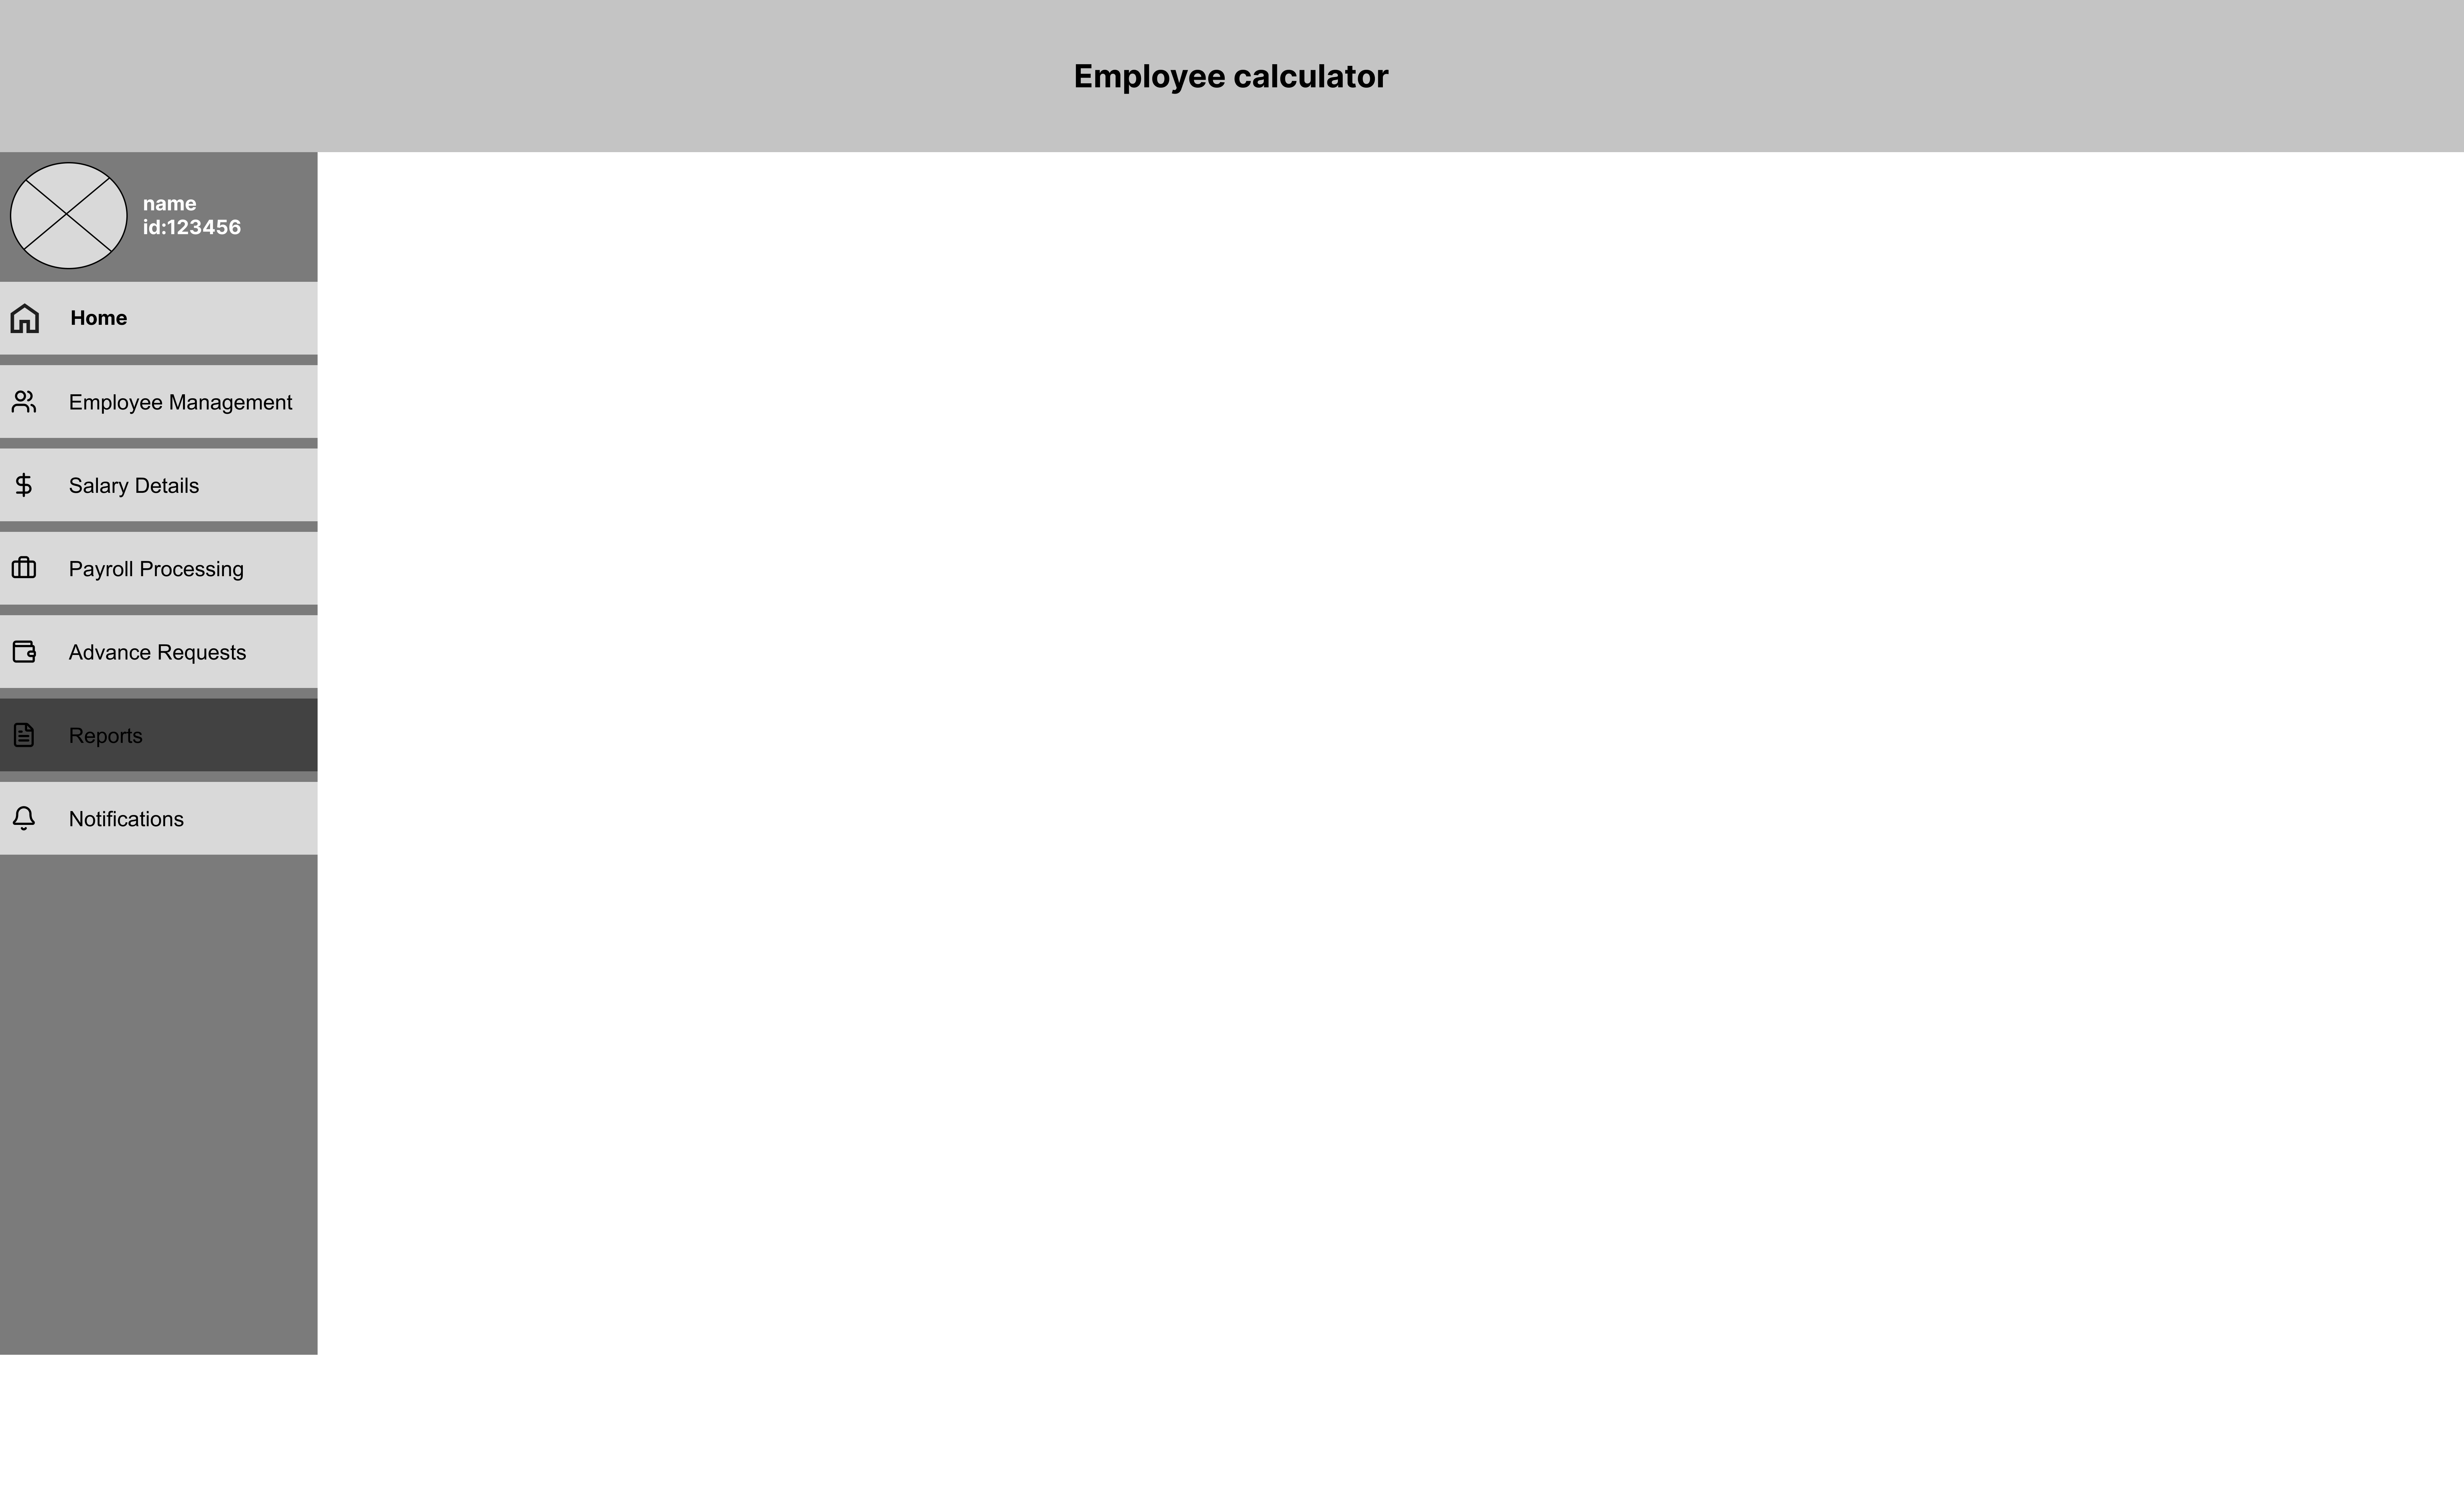 Employee calculator
name
id:123456
Home
Employee Management
Salary Details
Payroll Processing
Advance Requests
Reports
Notifications